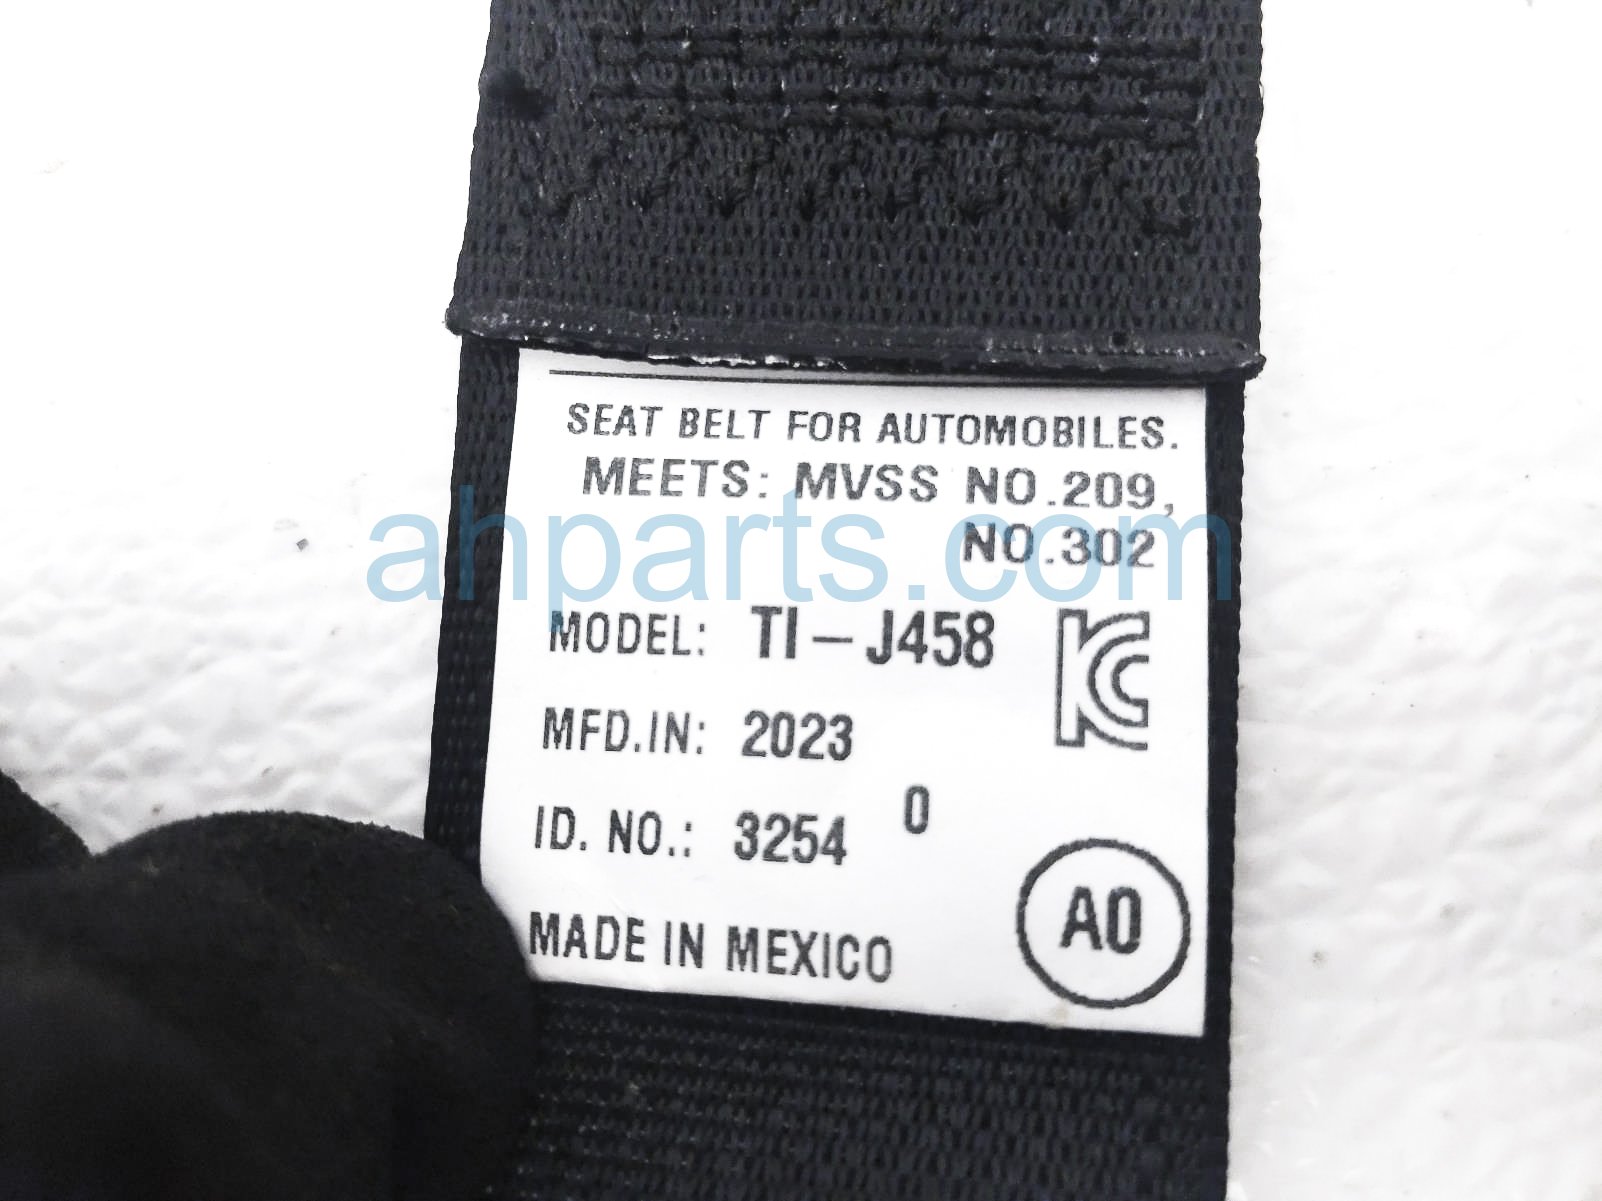 SEAT BELT FOR AUTOMOBILES.
MEETS: MVSS NO.209,
NO.302
ahparts.com
MODEL: TI-J458
KC
MFD.IN: 2023
ID. NO.: 3254 0
A0
MADE IN MEXICO